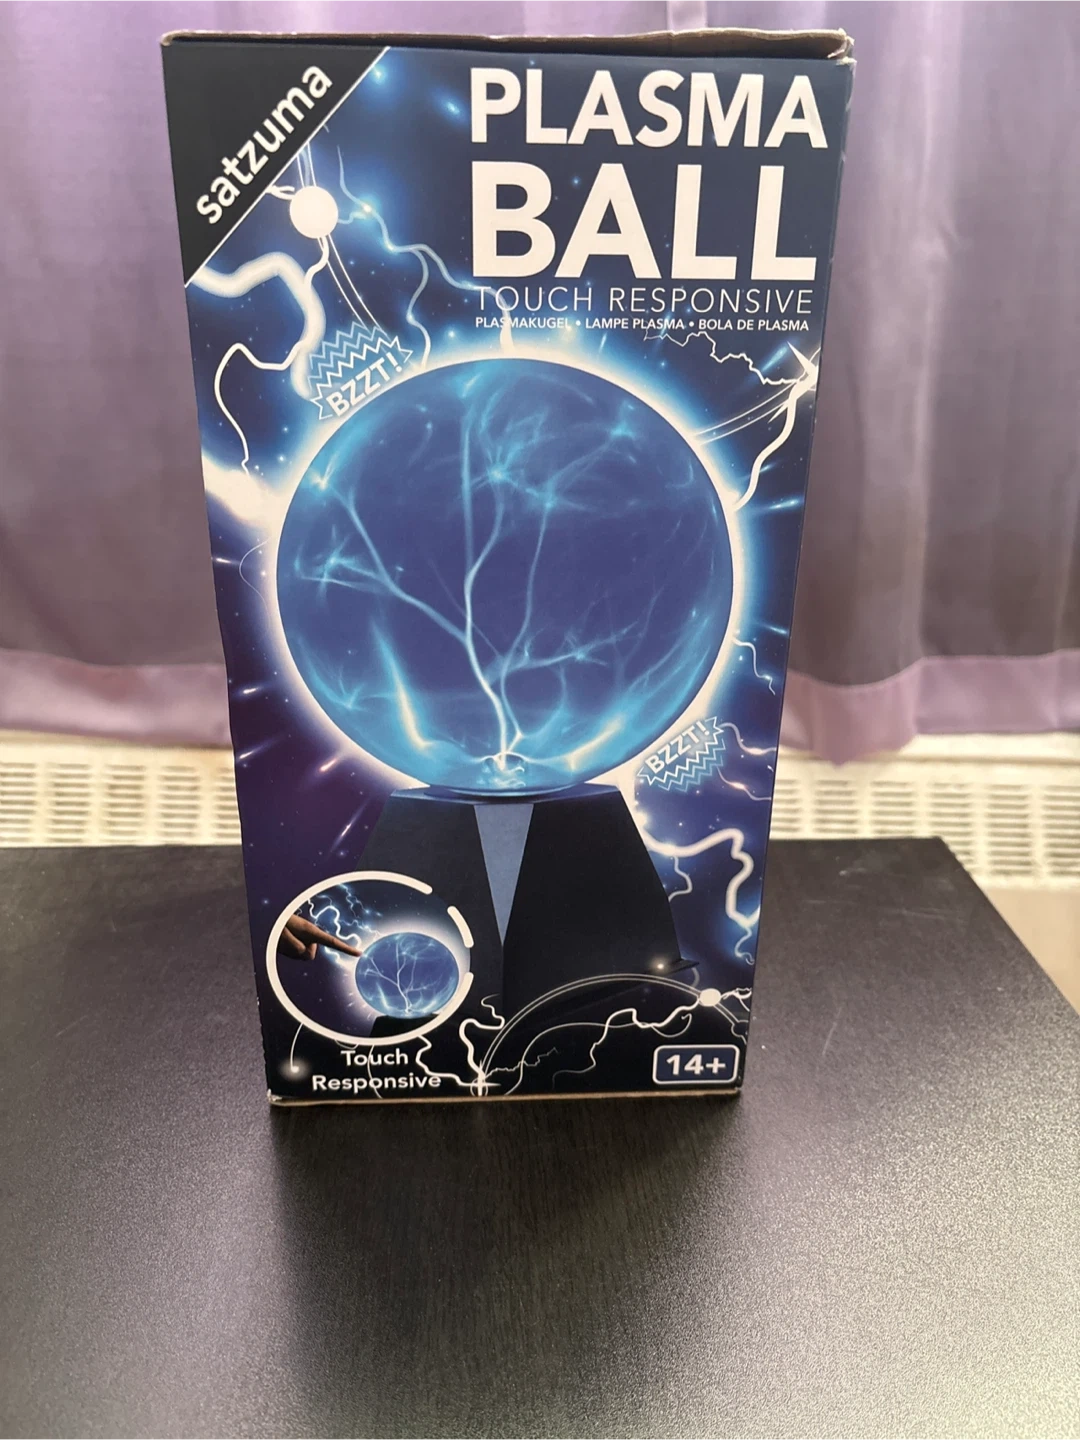 satzuma
PLASMA
BALL
TOUCH RESPONSIVE
PLASMAKUGEL • LAMPE PLASMA • BOLA DE PLASMA
BZZT!
BZZT!
Touch
Responsive
14+